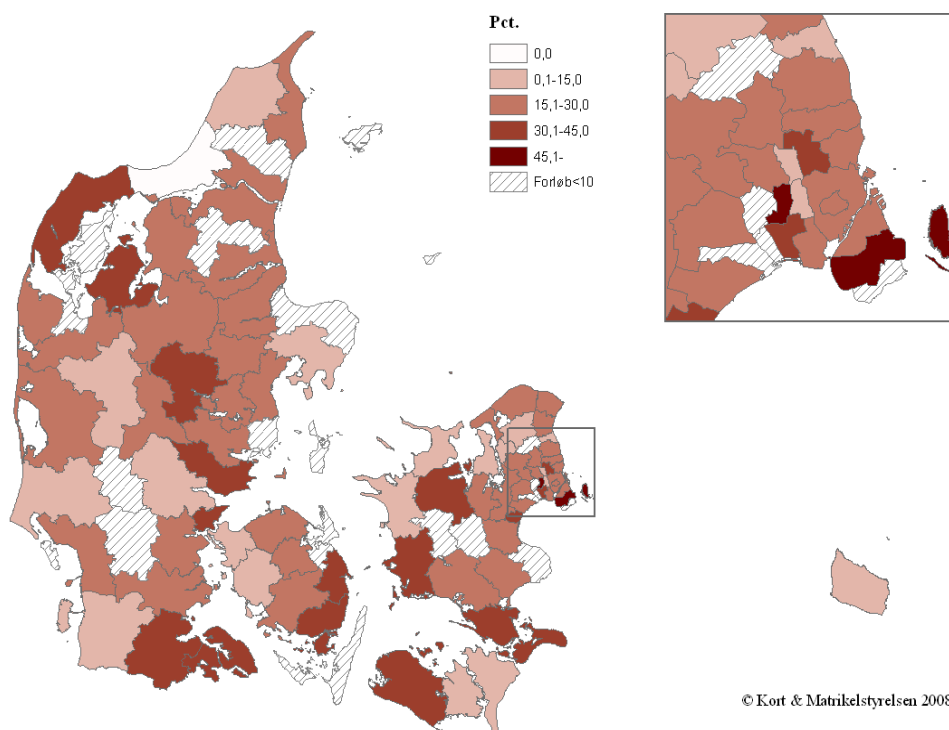 Pct.
0,0
0,1-15,0
15,1-30,0
30,1-45,0
45,1-
Forløb<10
© Kort & Matrikelstyrelsen 2008